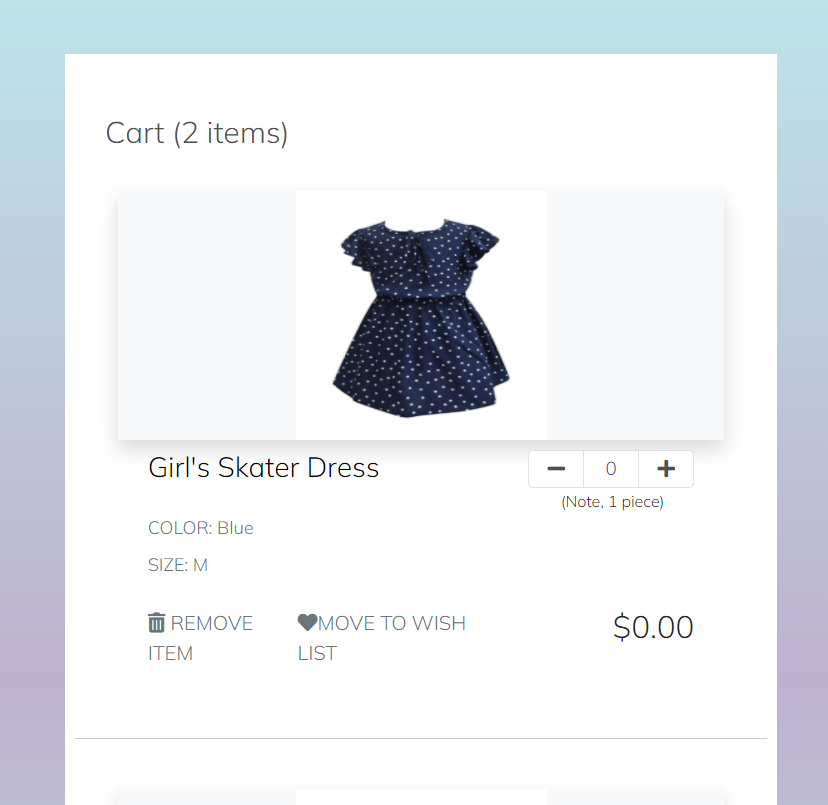 Cart (2 items)
Girl's Skater Dress
0
(Note, 1 piece)
COLOR: Blue
SIZE: M
REMOVE
ITEM
MOVE TO WISH
LIST
$0.00